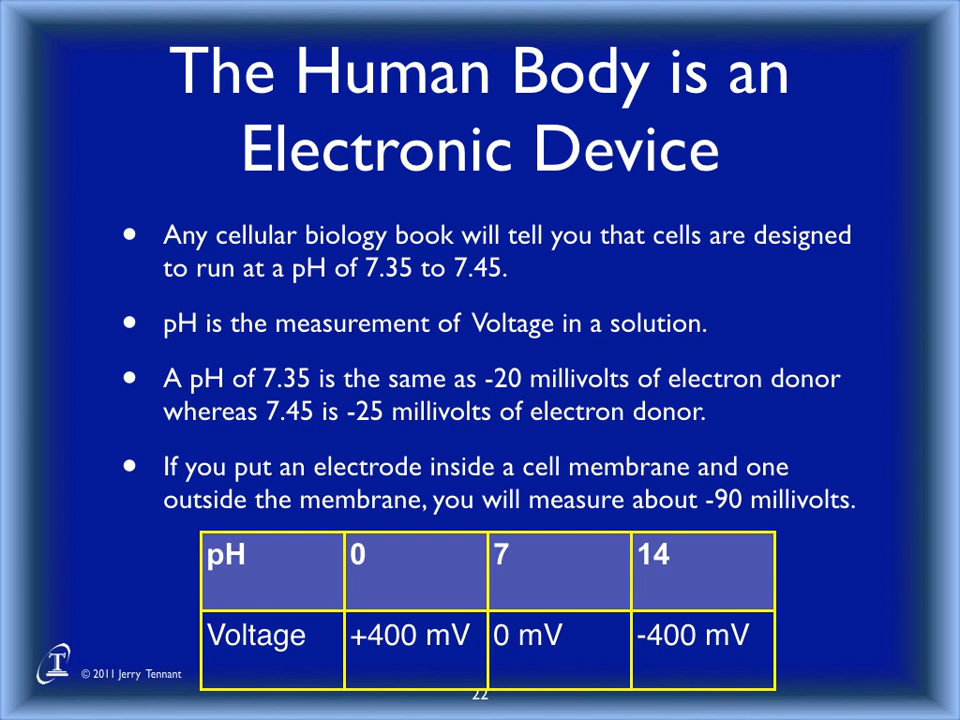 The Human Body is an
Electronic Device
• Any cellular biology book will tell you that cells are designed
to run at a pH of 7.35 to 7.45.
• pH is the measurement of Voltage in a solution.
• A pH of 7.35 is the same as -20 millivolts of electron donor
whereas 7.45 is -25 millivolts of electron donor.
• If you put an electrode inside a cell membrane and one
outside the membrane, you will measure about -90 millivolts.
pH 0 7 14
Voltage +400 mV 0 mV -400 mV
T © 2011 Jerry Tennant
22